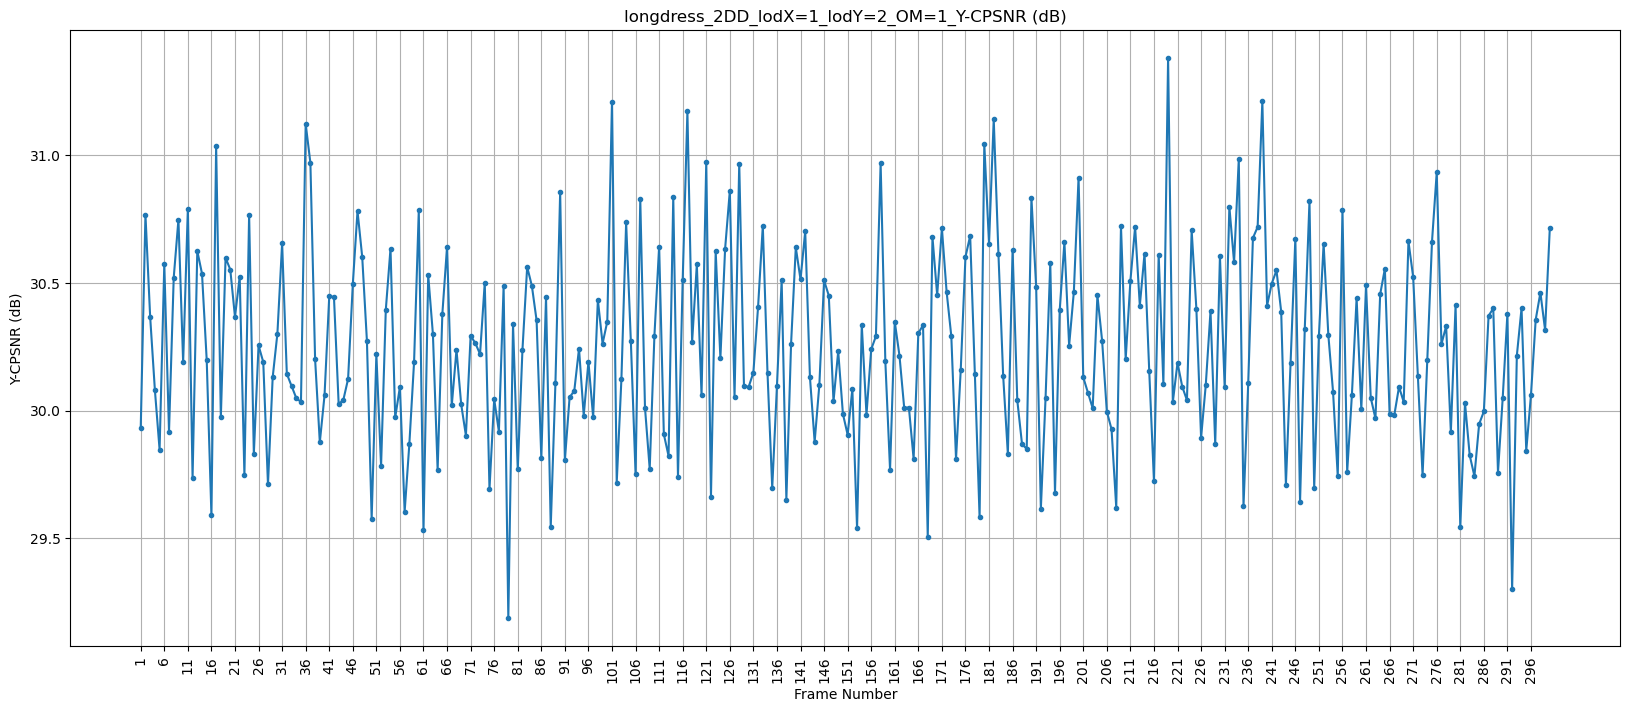 longdress_2DD_lodX=1_lodY=2_OM=1_Y-CPSNR (dB)
31.0
30.5
30.0
29.5
Y-CPSNR (dB)
1 6 11 16 21 26 31 36 41 46 51 56 61 66 71 76 81 86 91 96 101 106 111 116 121 126 131 136 141 146 151 156 161 166 171 176 181 186 191 196 201 206 211 216 221 226 231 236 241 246 251 256 261 266 271 276 281 286 291 296
Frame Number